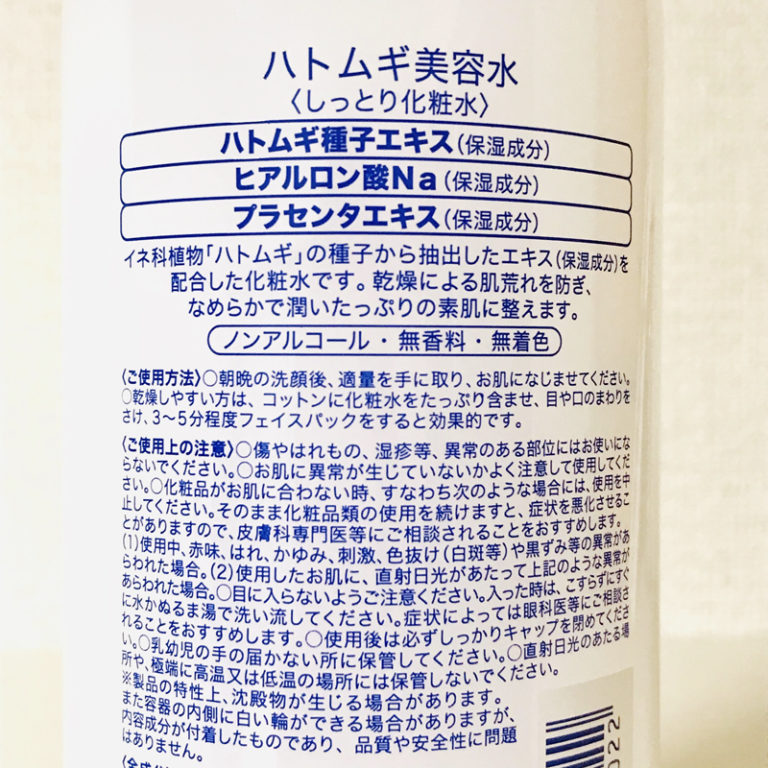 ハトムギ美容水
〈しっとり化粧水〉
ハトムギ種子エキス(保湿成分)
ヒアルロン酸Na(保湿成分)
プラセンタエキス(保湿成分)
イネ科植物「ハトムギ」の種子から抽出したエキス(保湿成分)を
配合した化粧水です。乾燥による肌荒れを防ぎ、
なめらかで潤いたっぷりの素肌に整えます。
ノンアルコール・無香料・無着色
〈ご使用方法〉○朝晩の洗顔後、適量を手に取り、お肌になじませてください。
○乾燥しやすい方は、コットンに化粧水をたっぷり含ませ、目や口のまわりを
さけ、3〜5分程度フェイスパックをすると効果的です。
〈ご使用上の注意〉○傷やはれもの、湿疹等、異常のある部位にはお使いにな
らないでください。○お肌に異常が生じていないかよく注意して使用してくだ
さい。○化粧品がお肌に合わない時、すなわち次のような場合には、使用を中
止してください。そのまま化粧品類の使用を続けますと、症状を悪化させるこ
とがありますので、皮膚科専門医等にご相談されることをおすすめします。
(1)使用中、赤味、はれ、かゆみ、刺激、色抜け(白斑等)や黒ずみ等の異常があ
らわれた場合。(2)使用したお肌に、直射日光があたって上記のような異常が
あらわれた場合。○目に入らないようご注意ください。入った時は、こすらずにすぐ
に水かぬるま湯で洗い流してください。症状によっては眼科医等にご相談さ
れることをおすすめします。○使用後は必ずしっかりキャップを閉めてくださ
い。○乳幼児の手の届かない所に保管してください。○直射日光のあたる場
所や、極端に高温又は低温の場所には保管しないでください。
※製品の特性上、沈殿物が生じる場合があります。
また容器の内側に白い輪ができる場合がありますが、
内容成分が付着したものであり、品質や安全性に問題
はありません。
022